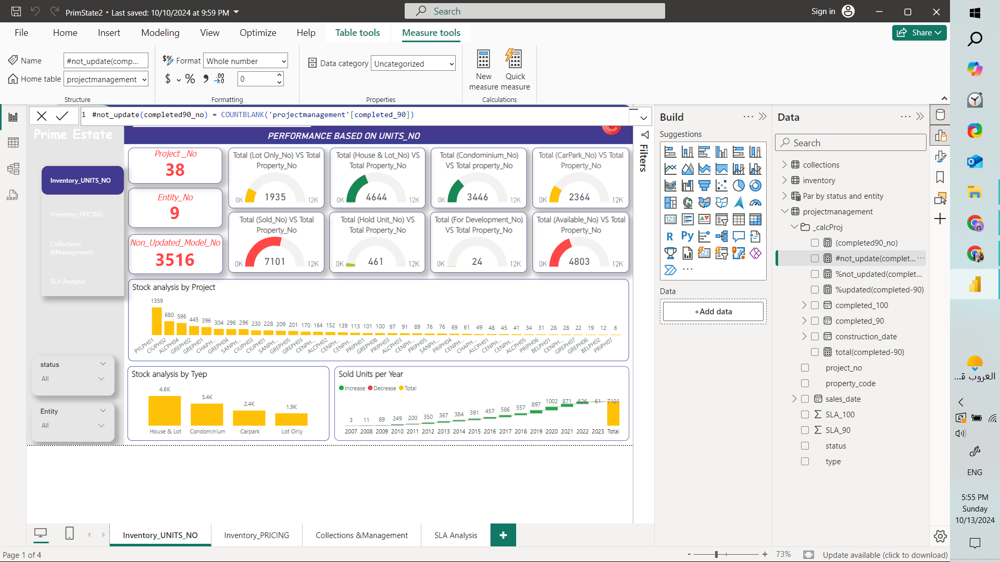 PrimState2 • Last saved: 10/10/2024 at 9:59 PM
Search
Sign in
File
Home
Insert
Modeling
View
Optimize
Help
Table tools
Measure tools
Share
Name
#not_update(comp...
Home table
projectmanagement
Structure
Format
Whole number
$ % , .00
0
Formatting
Data category
Uncategorized
Properties
New measure
Quick measure
Calculations
1 #not_update(completed90_no) = COUNTBLANK('projectmanagement'[completed_90])
Prime Estate
PERFORMANCE BASED ON UNITS_NO
Inventory_UNITS_NO
Inventory_PRICING
Collections
&Management
SLA Analysis
status
All
Entity
All
Project _No
38
Entity_No
9
Non_Updated_Model_No
3516
Total (Lot Only_No) VS Total
Property_No
0K 1935 12K
Total (House & Lot_No) VS
Total Property_No
0K 4644 12K
Total (Condominium_No)
VS Total property_No
0K 3446 12K
Total (CarPark_No) VS Total
Property_No
0K 2364 12K
Total (Sold_No) VS Total
Property_No
0K 7101 12K
Total (Hold Unit_No) VS
Total Property_No
0K 461 12K
Total (For Development_No)
VS Total Property_No
0K 24 12K
Total (Available_No) VS Total
Property_No
0K 4803 12K
Stock analysis by Project
1359 680 596 445 396 304 296 296 230 228 209 201 170 164 152 139 113 101 100 97 91 89 76 76 69 61 49 48 45 41 34 31 28 28 22 19 12 6
PYLPH01 CIUPH02 ALCPH04 GREPH02 GREPH01 CHAPH... GREPH04 SANPH... CIUPH03 CIUPH01 SANPH... GREPH05 GREPH03 CENPH... ALCPH02 CENPH... CENPH... PRIPH01 GREPH08 PRIPH03 ALCPH03 CENPH... PRIPH05 SANPH... PRIPH04 CENPH... CHAPH... ALCPH01 CENPH... CENPH... ALCPH05 PRIPH06 BELPH01 CENPH... GREPH07 GREPH06 BELPH02 PRIPH07
Stock analysis by Tyep
4.6K 3.4K 2.4K 1.9K
House & Lot Condominium Carpark Lot Only
Sold Units per Year
Increase Decrease Total
3 11 89 249 200 350 367 384 391 457 586 557 897 1002 871 626 61 7101
2007 2008 2009 2010 2011 2012 2013 2014 2015 2016 2017 2018 2019 2020 2021 2022 2023 Total
Filters
Build
Suggestions
R Py
123
Data
+Add data
Data
Search
collections
inventory
Par by status and entity
projectmanagement
_calcProj
(completed90_no)
#not_update(complet...
%not_updated(complet...
%updated(completed-90)
completed_100
completed_90
construction_date
total(completed-90)
project_no
property_code
sales_date
SLA_100
SLA_90
status
type
Inventory_UNITS_NO
Inventory_PRICING
Collections &Management
SLA Analysis
Page 1 of 4
73%
Update available (click to download)
الغروب ق...
ENG
5:55 PM
Sunday
10/13/2024